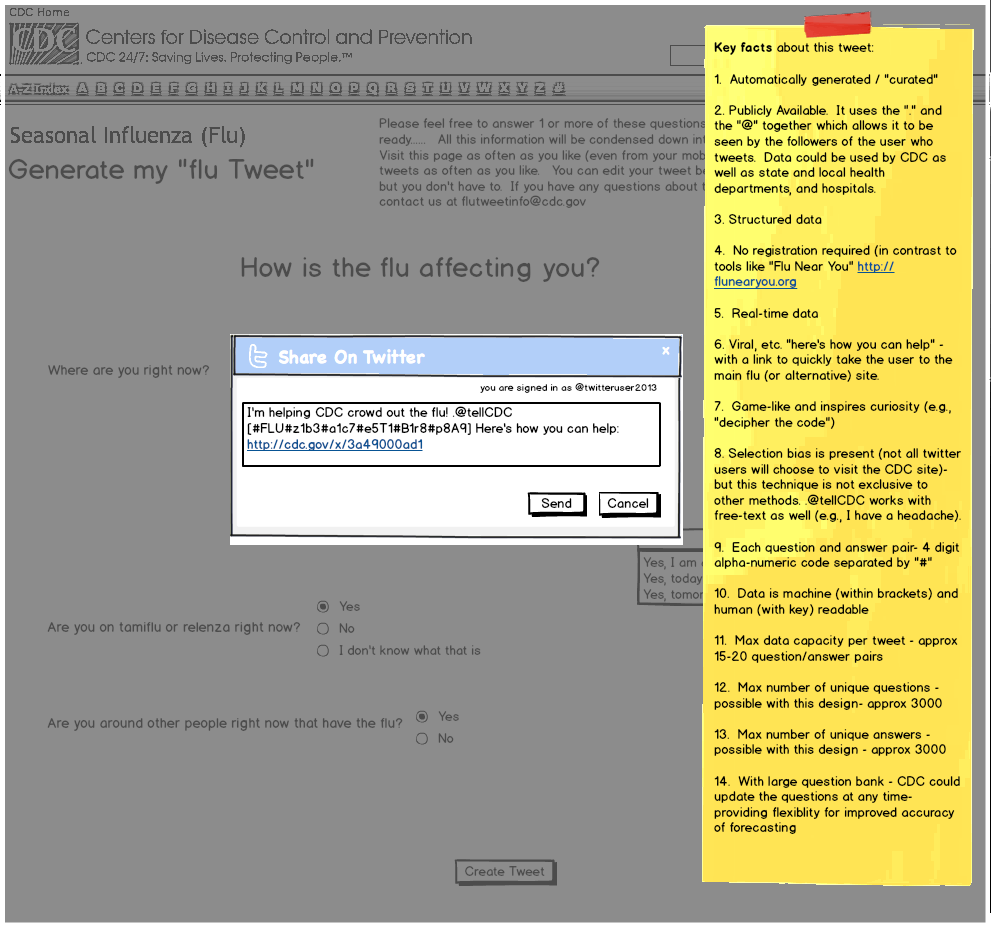 CDC Home
CDC
Centers for Disease Control and Prevention
CDC 24/7: Saving Lives. Protecting People.™
A-Z Index A B C D E F G H I J K L M N O P Q R S T U V W X Y Z #
Seasonal Influenza (Flu)
Generate my "flu Tweet"
Please feel free to answer 1 or more of these questions
ready...... All this information will be condensed down
Visit this page as often as you like (even from your
tweets as often as you like. You can edit your tweet
but you don't have to. If you have any questions about
contact us at flutweetinfo@cdc.gov
How is the flu affecting you?
Where are you right now?
Share On Twitter
x
you are signed in as @twitteruser2013
I'm helping CDC crowd out the flu! .@tellCDC
[#FLU#z1b3#a1c7#e5T1#B1r8#p8A9] Here's how you can help:
http://cdc.gov/x/3a49000ad1
Send Cancel
Yes, I am
Yes, today
Yes,
Are you on tamiflu or relenza right now?
Yes
No
I don't know what that is
Are you around other people right now that have the flu?
Yes
No
Create Tweet
Key facts about this tweet:
1. Automatically generated / "curated"
2. Publicly Available. It uses the "." and
the "@" together which allows it to be
seen by the followers of the user who
tweets. Data could be used by CDC as
well as state and local health
departments, and hospitals.
3. Structured data
4. No registration required (in contrast to
tools like "Flu Near You" http://
flunearyou.org
5. Real-time data
6. Viral, etc. "here's how you can help" -
with a link to quickly take the user to the
main flu (or alternative) site.
7. Game-like and inspires curiosity (e.g.,
"decipher the code")
8. Selection bias is present (not all twitter
users will choose to visit the CDC site)-
but this technique is not exclusive to
other methods. .@tellCDC works with
free-text as well (e.g., I have a headache).
9. Each question and answer pair- 4 digit
alpha-numeric code separated by "#"
10. Data is machine (within brackets) and
human (with key) readable
11. Max data capacity per tweet - approx
15-20 question/answer pairs
12. Max number of unique questions -
possible with this design- approx 3000
13. Max number of unique answers -
possible with this design - approx 3000
14. With large question bank - CDC could
update the questions at any time-
providing flexiblity for improved accuracy
of forecasting